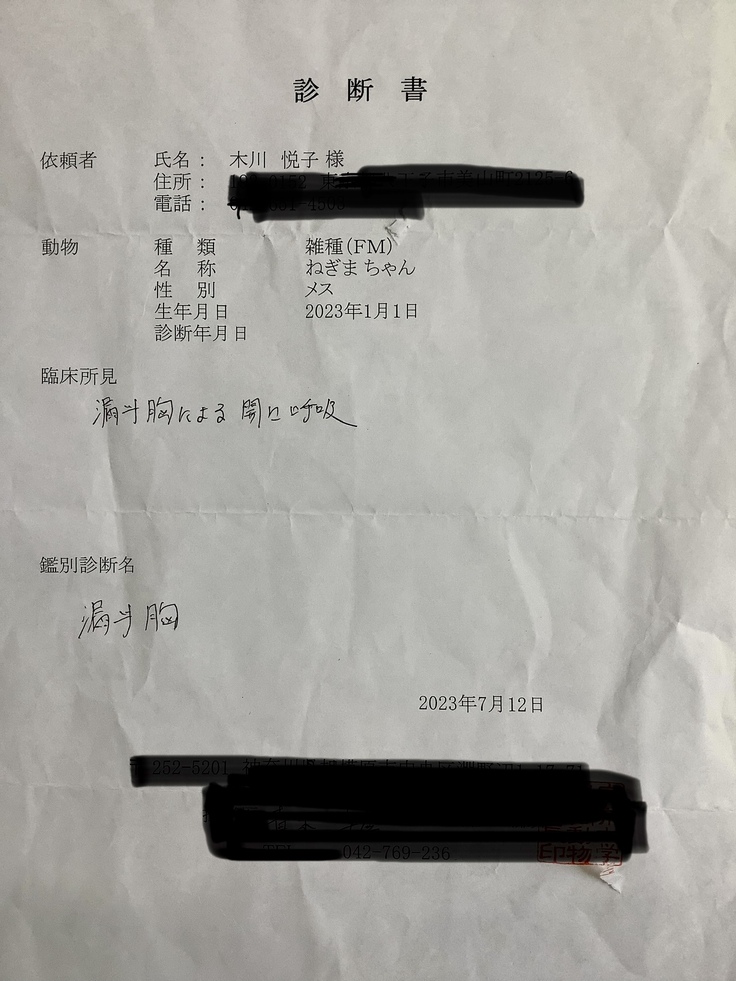 診断書
依頼者 氏名： 木川 悦子 様
住所：
電話：
動物 種類 雑種（FM）
名称 ねぎまちゃん
性別 メス
生年月日 2023年1月1日
診断年月日
臨床所見
漏斗胸による開口呼吸
鑑別診断名
漏斗胸
2023年7月12日